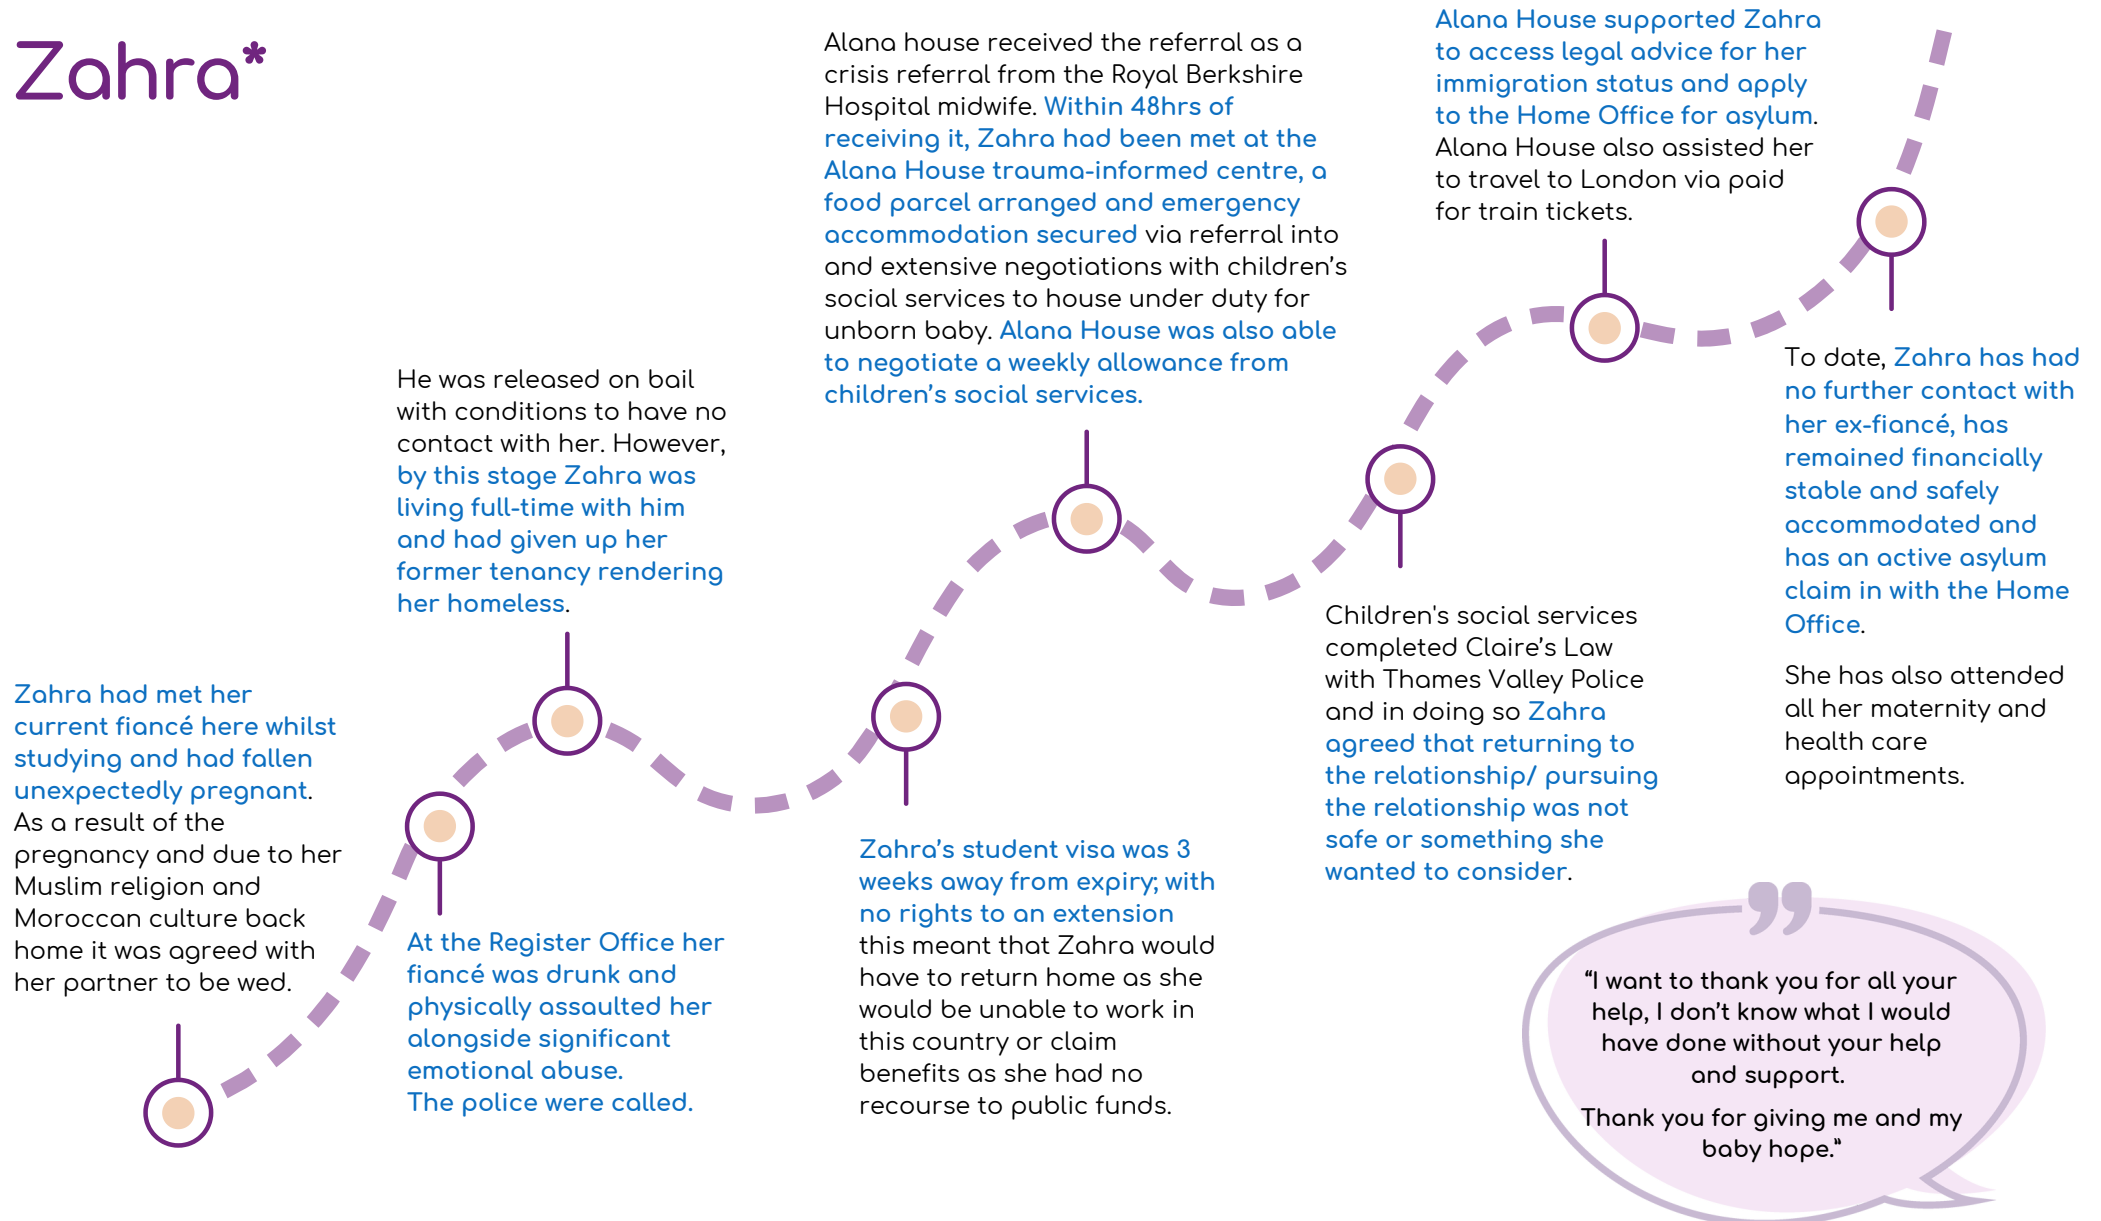 Zahra*
Zahra had met her
current fiancé here whilst
studying and had fallen
unexpectedly pregnant.
As a result of the
pregnancy and due to her
Muslim religion and
Moroccan culture back
home it was agreed with
her partner to be wed.
At the Register Office her
fiancé was drunk and
physically assaulted her
alongside significant
emotional abuse.
The police were called.
He was released on bail
with conditions to have no
contact with her. However,
by this stage Zahra was
living full-time with him
and had given up her
former tenancy rendering
her homeless.
Zahra’s student visa was 3
weeks away from expiry; with
no rights to an extension
this meant that Zahra would
have to return home as she
would be unable to work in
this country or claim
benefits as she had no
recourse to public funds.
Alana house received the referral as a
crisis referral from the Royal Berkshire
Hospital midwife. Within 48hrs of
receiving it, Zahra had been met at the
Alana House trauma-informed centre, a
food parcel arranged and emergency
accommodation secured via referral into
and extensive negotiations with children’s
social services to house under duty for
unborn baby. Alana House was also able
to negotiate a weekly allowance from
children’s social services.
Children's social services
completed Claire’s Law
with Thames Valley Police
and in doing so Zahra
agreed that returning to
the relationship/ pursuing
the relationship was not
safe or something she
wanted to consider.
Alana House supported Zahra
to access legal advice for her
immigration status and apply
to the Home Office for asylum.
Alana House also assisted her
to travel to London via paid
for train tickets.
To date, Zahra has had
no further contact with
her ex-fiancé, has
remained financially
stable and safely
accommodated and
has an active asylum
claim in with the Home
Office.
She has also attended
all her maternity and
health care
appointments.
“I want to thank you for all your
help, I don’t know what I would
have done without your help
and support.
Thank you for giving me and my
baby hope.”